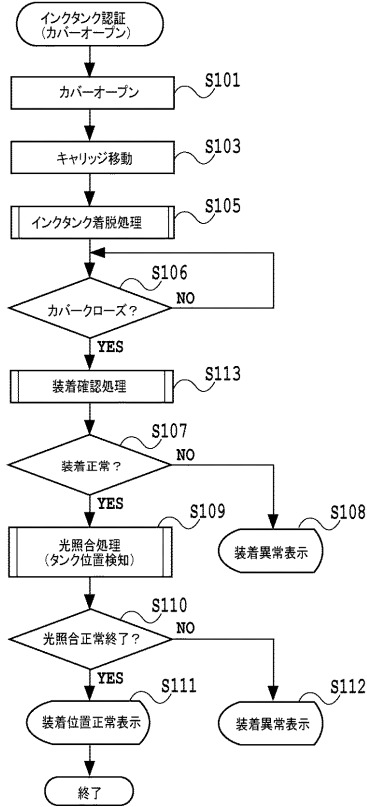 インクタンク認証
(カバーオープン)
カバーオープン
S101
キャリッジ移動
S103
インクタンク着脱処理
S105
カバークローズ?
S106
NO
YES
装着確認処理
S113
装着正常?
S107
NO
YES
装着異常表示
S108
光照合処理
(タンク位置検知)
S109
光照合正常終了?
S110
NO
YES
装着位置正常表示
S111
装着異常表示
S112
終了